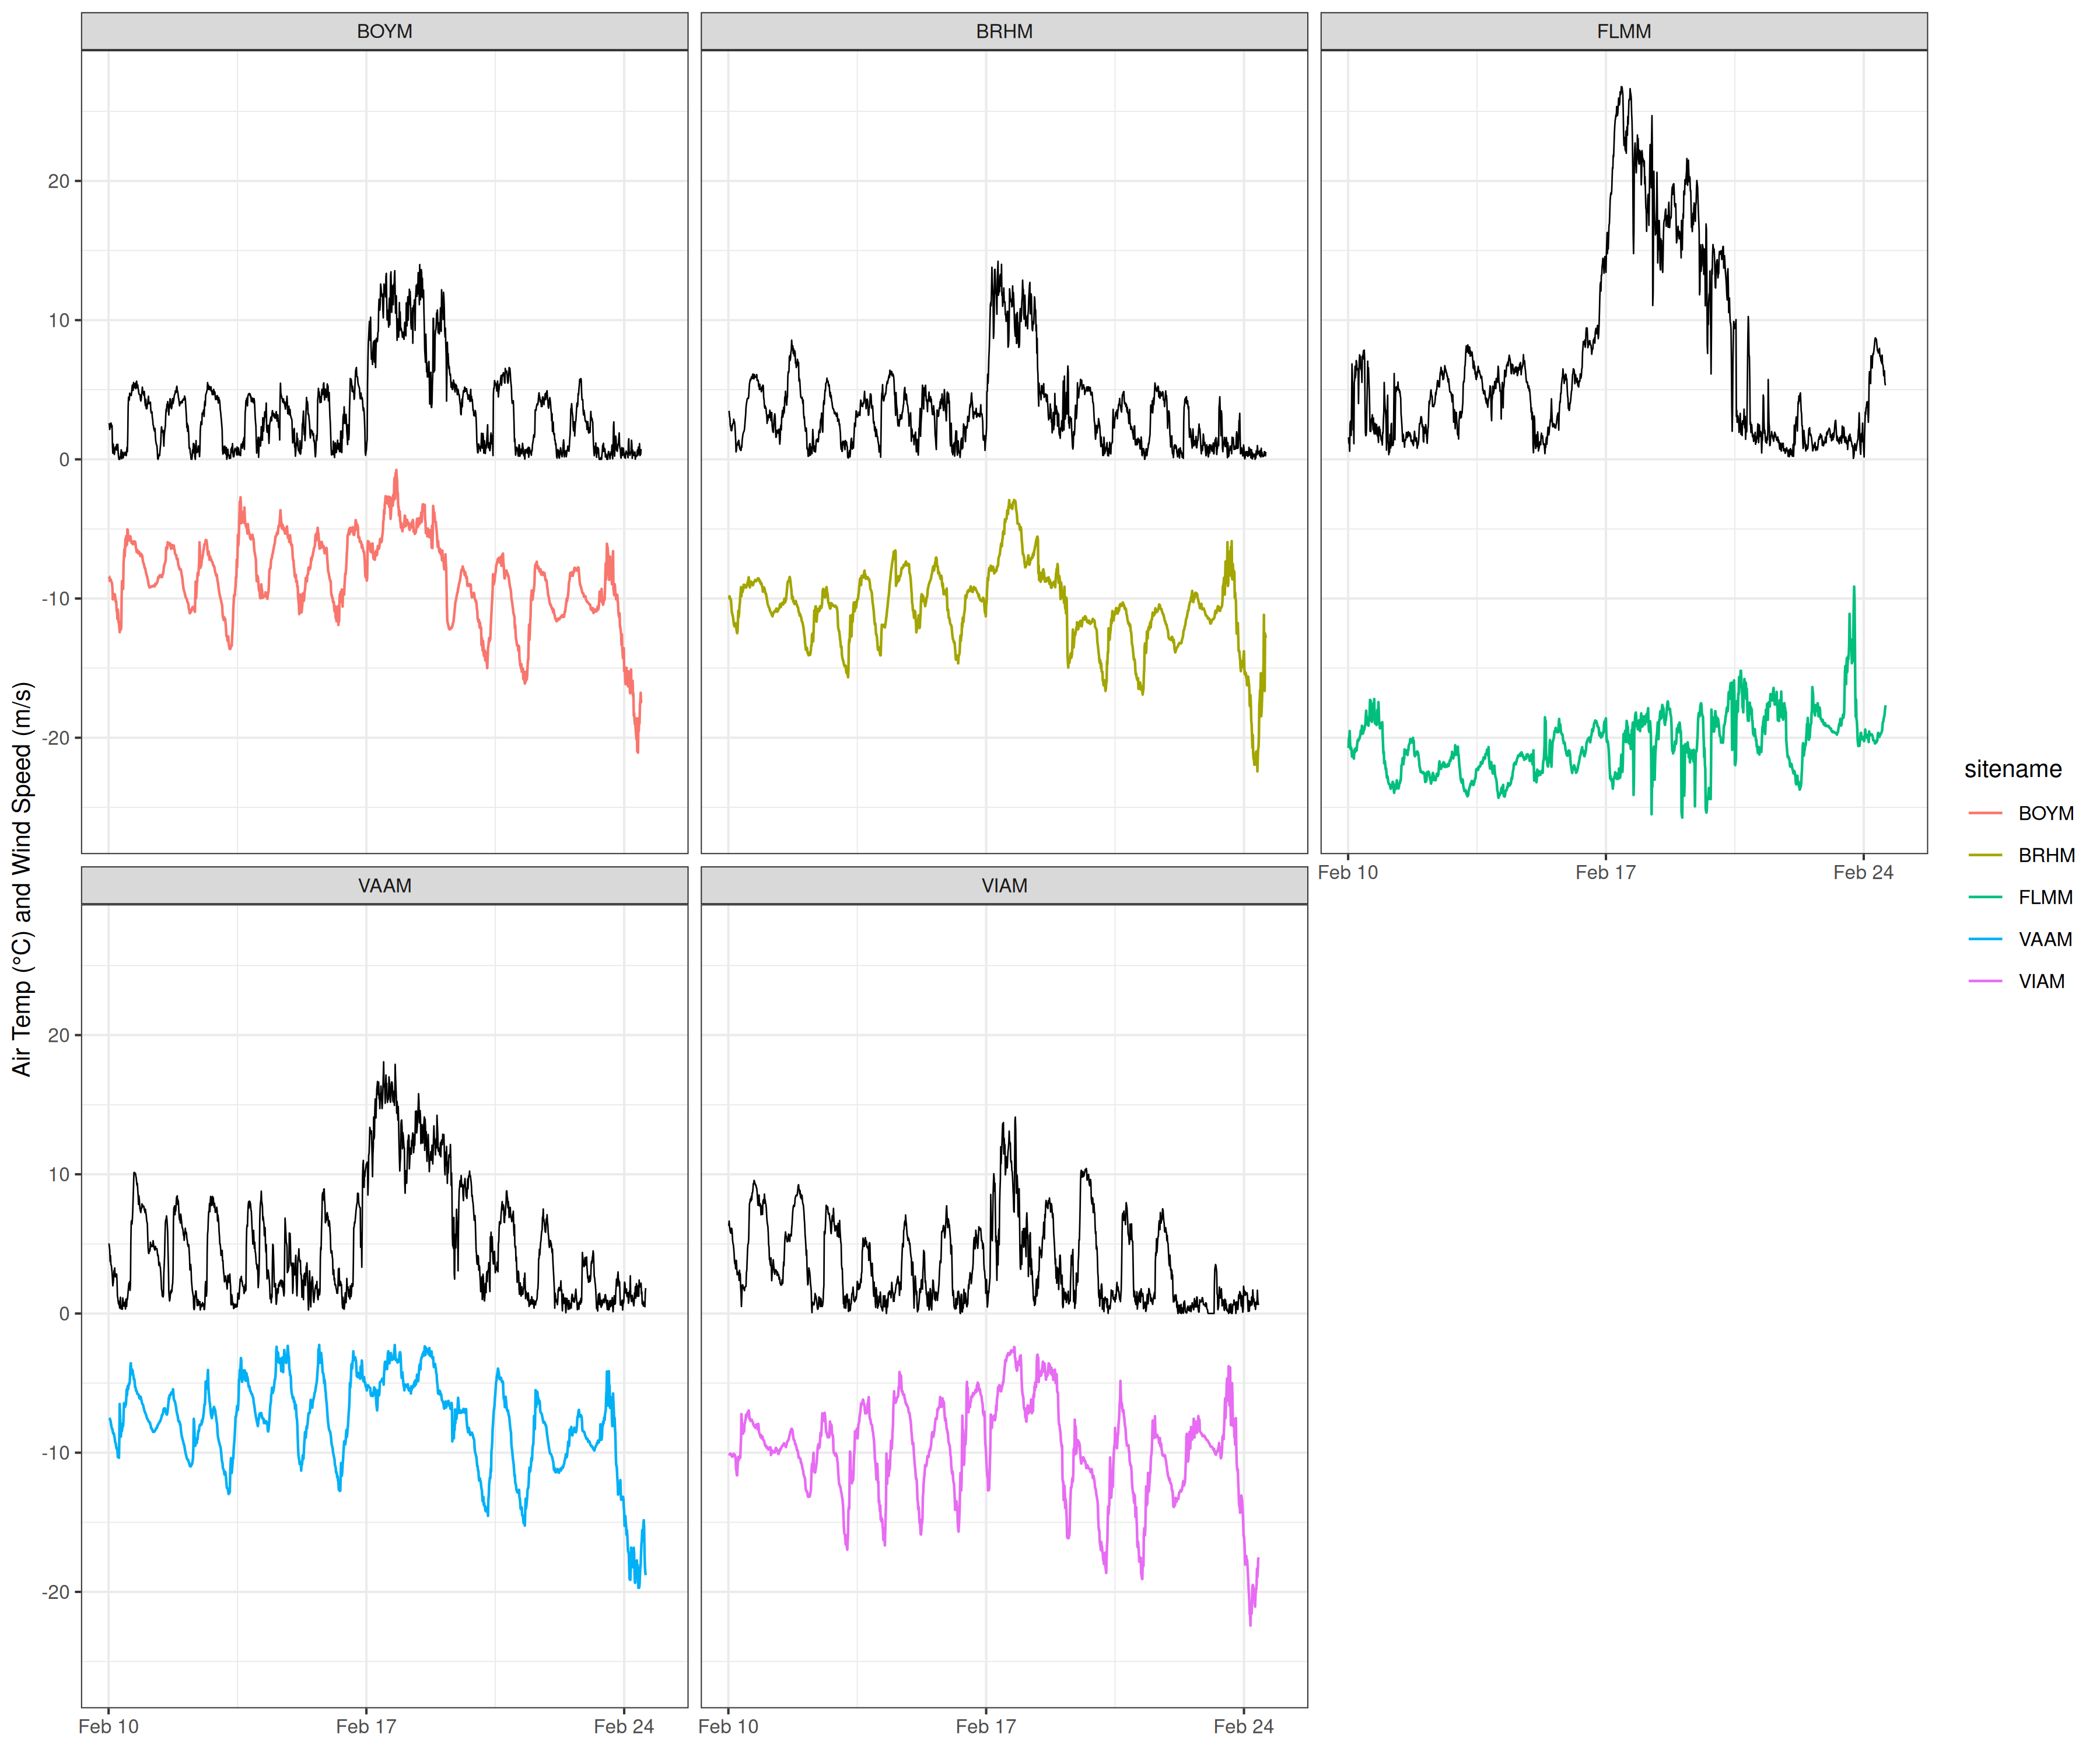 BOYM
BRHM
FLMM
20
10
0
-10
-20
Feb 10
Feb 17
Feb 24
VAAM
VIAM
20
10
0
-10
-20
Feb 10
Feb 17
Feb 24
Feb 10
Feb 17
Feb 24
Air Temp (°C) and Wind Speed (m/s)
sitename
BOYM
BRHM
FLMM
VAAM
VIAM